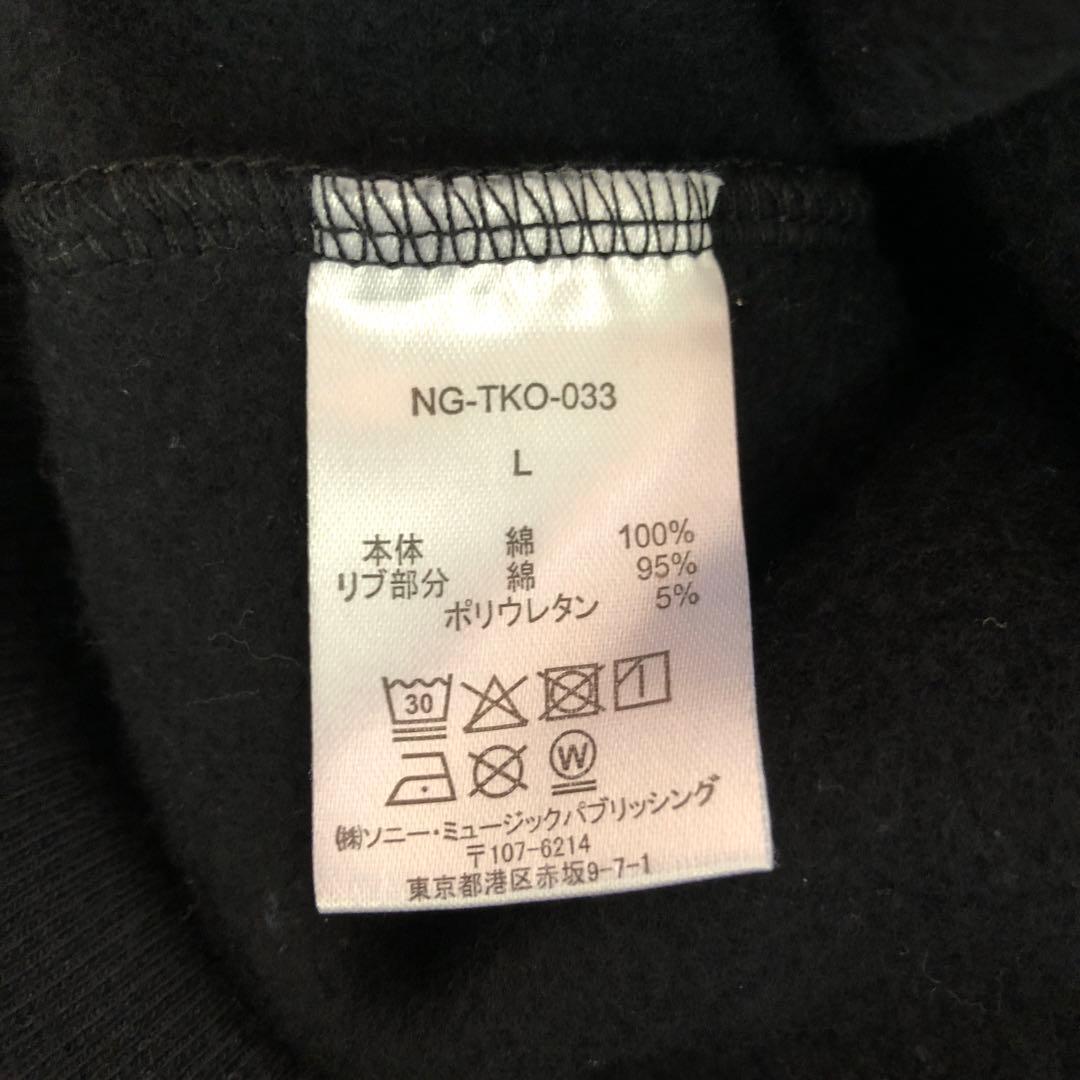 NG-TKO-033
L
本体 綿 100%
リブ部分 綿 95%
ポリウレタン 5%
30
W
㈱ソニー・ミュージックパブリッシング
〒107-6214
東京都港区赤坂9-7-1